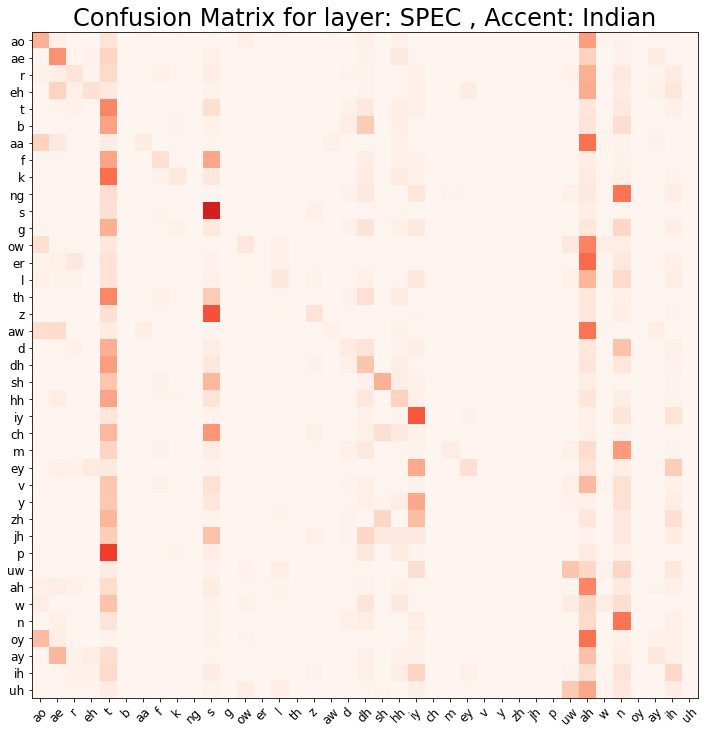 Confusion Matrix for layer: SPEC , Accent: Indian
ao
ae
r
eh
t
b
aa
f
k
ng
s
g
ow
er
l
th
z
aw
d
dh
sh
hh
iy
ch
m
ey
v
y
zh
jh
p
uw
ah
w
n
oy
ay
ih
uh
ao ae r eh t b aa f k ng s g ow er l th z aw d dh sh hh iy ch m ey v y zh jh p uw ah w n oy ay ih uh